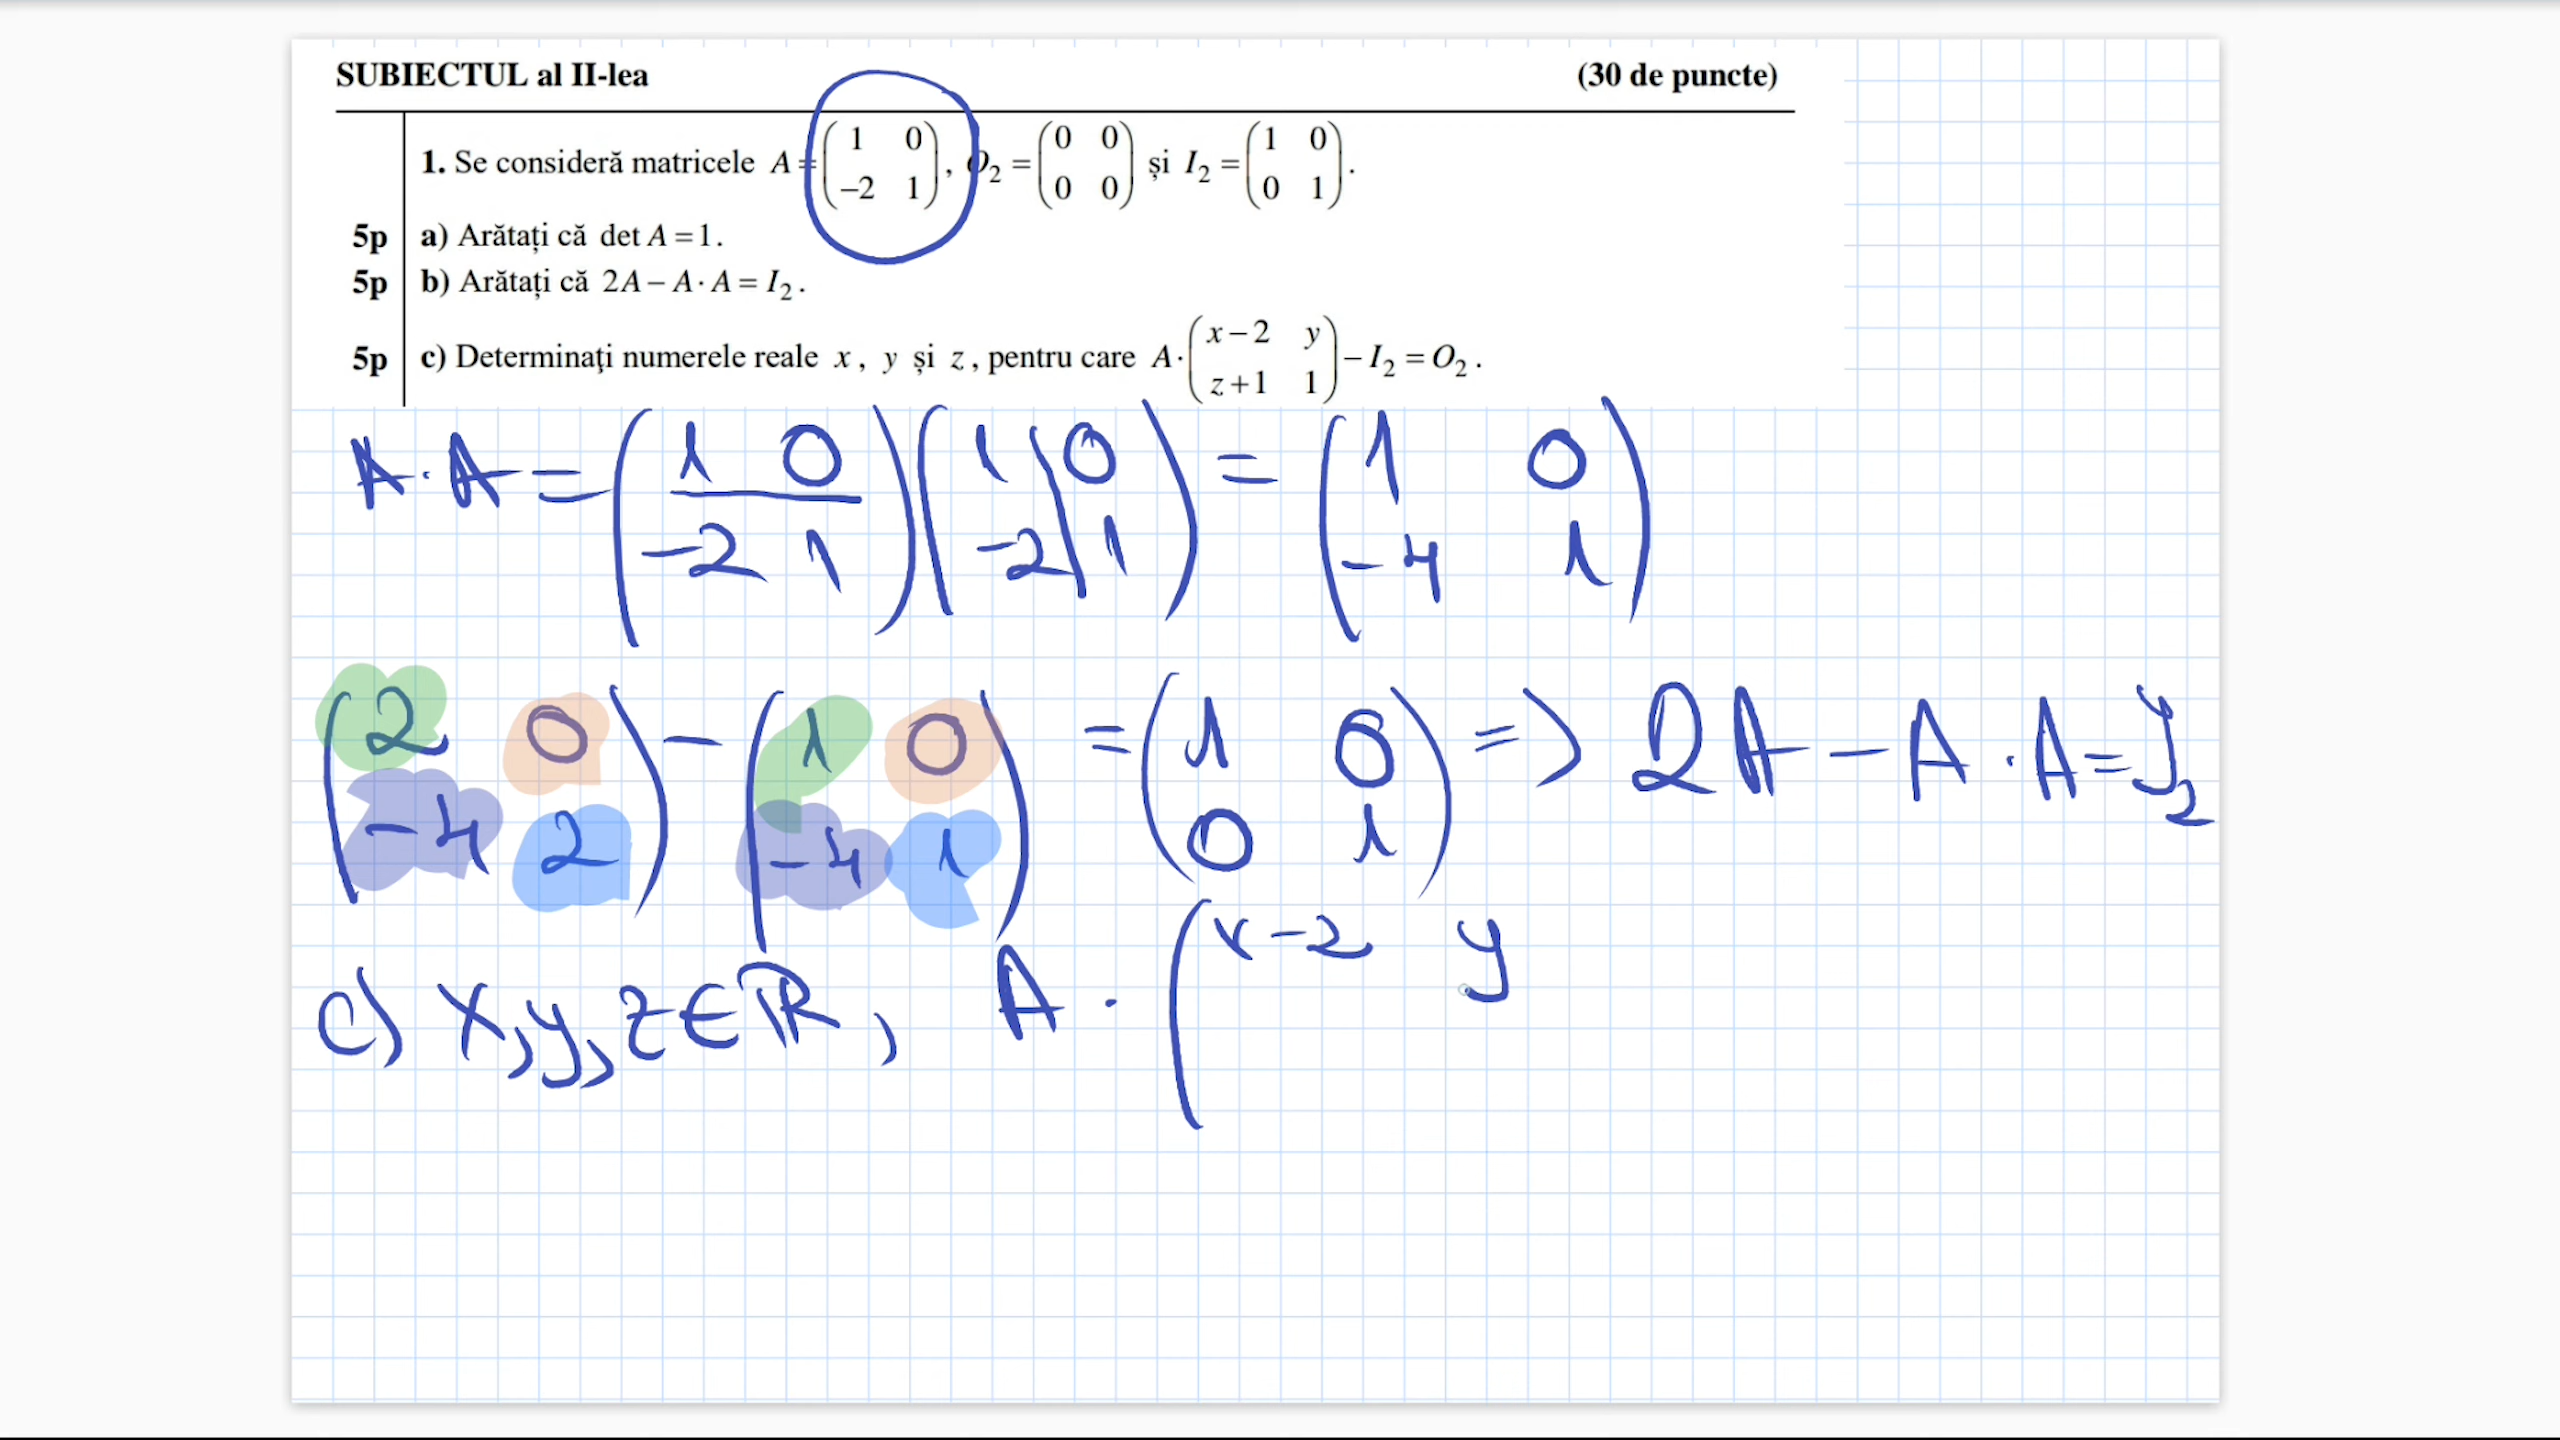 SUBIECTUL al II-lea (30 de puncte)
1. Se consideră matricele A = (1 0; −2 1), O₂ = (0 0; 0 0) și I₂ = (1 0; 0 1).
5p a) Arătați că det A = 1.
5p b) Arătați că 2A − A · A = I₂.
5p c) Determinați numerele reale x, y și z, pentru care A · (x − 2 y; z + 1 1) − I₂ = O₂.
A · A = (1 0; −2 1) (1 0; −2 1) = (1 0; −4 1)
(2 0; −4 2) − (1 0; −4 1) = (1 0; 0 1) => 2A − A · A = I₂
c) x, y, z ∈ ℝ, A · (x − 2 y